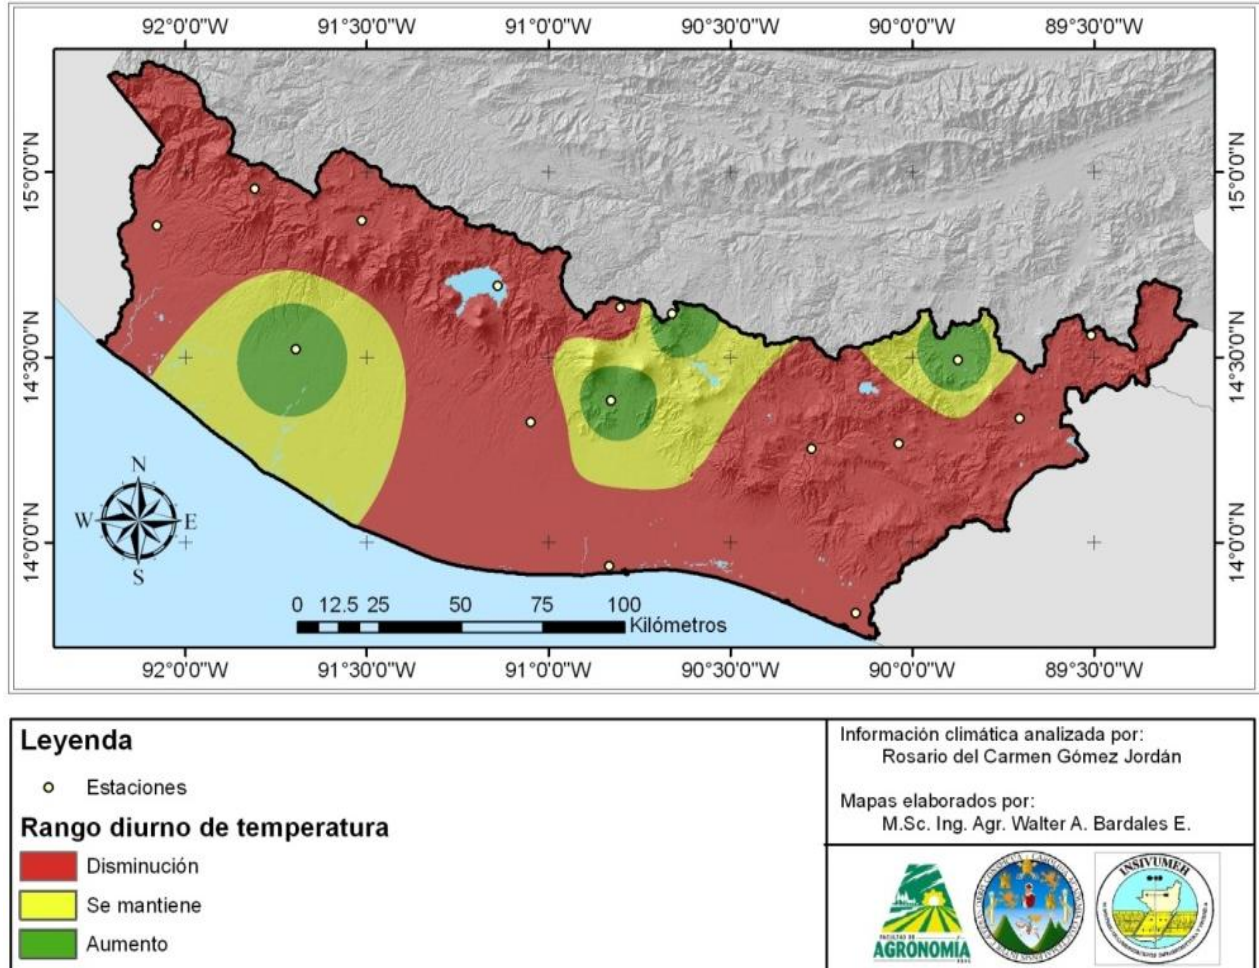 92°0'0"W 91°30'0"W 91°0'0"W 90°30'0"W 90°0'0"W 89°30'0"W
15°0'0"N
15°0'0"N
14°30'0"N
14°30'0"N
14°0'0"N
14°0'0"N
N
W E
S
0 12.5 25 50 75 100
Kilómetros
92°0'0"W 91°30'0"W 91°0'0"W 90°30'0"W 90°0'0"W 89°30'0"W
Leyenda
Estaciones
Rango diurno de temperatura
Disminución
Se mantiene
Aumento
Información climática analizada por:
Rosario del Carmen Gómez Jordán
Mapas elaborados por:
M.Sc. Ing. Agr. Walter A. Bardales E.
FACULTAD DE
AGRONOMÍA
INSIVUMEH